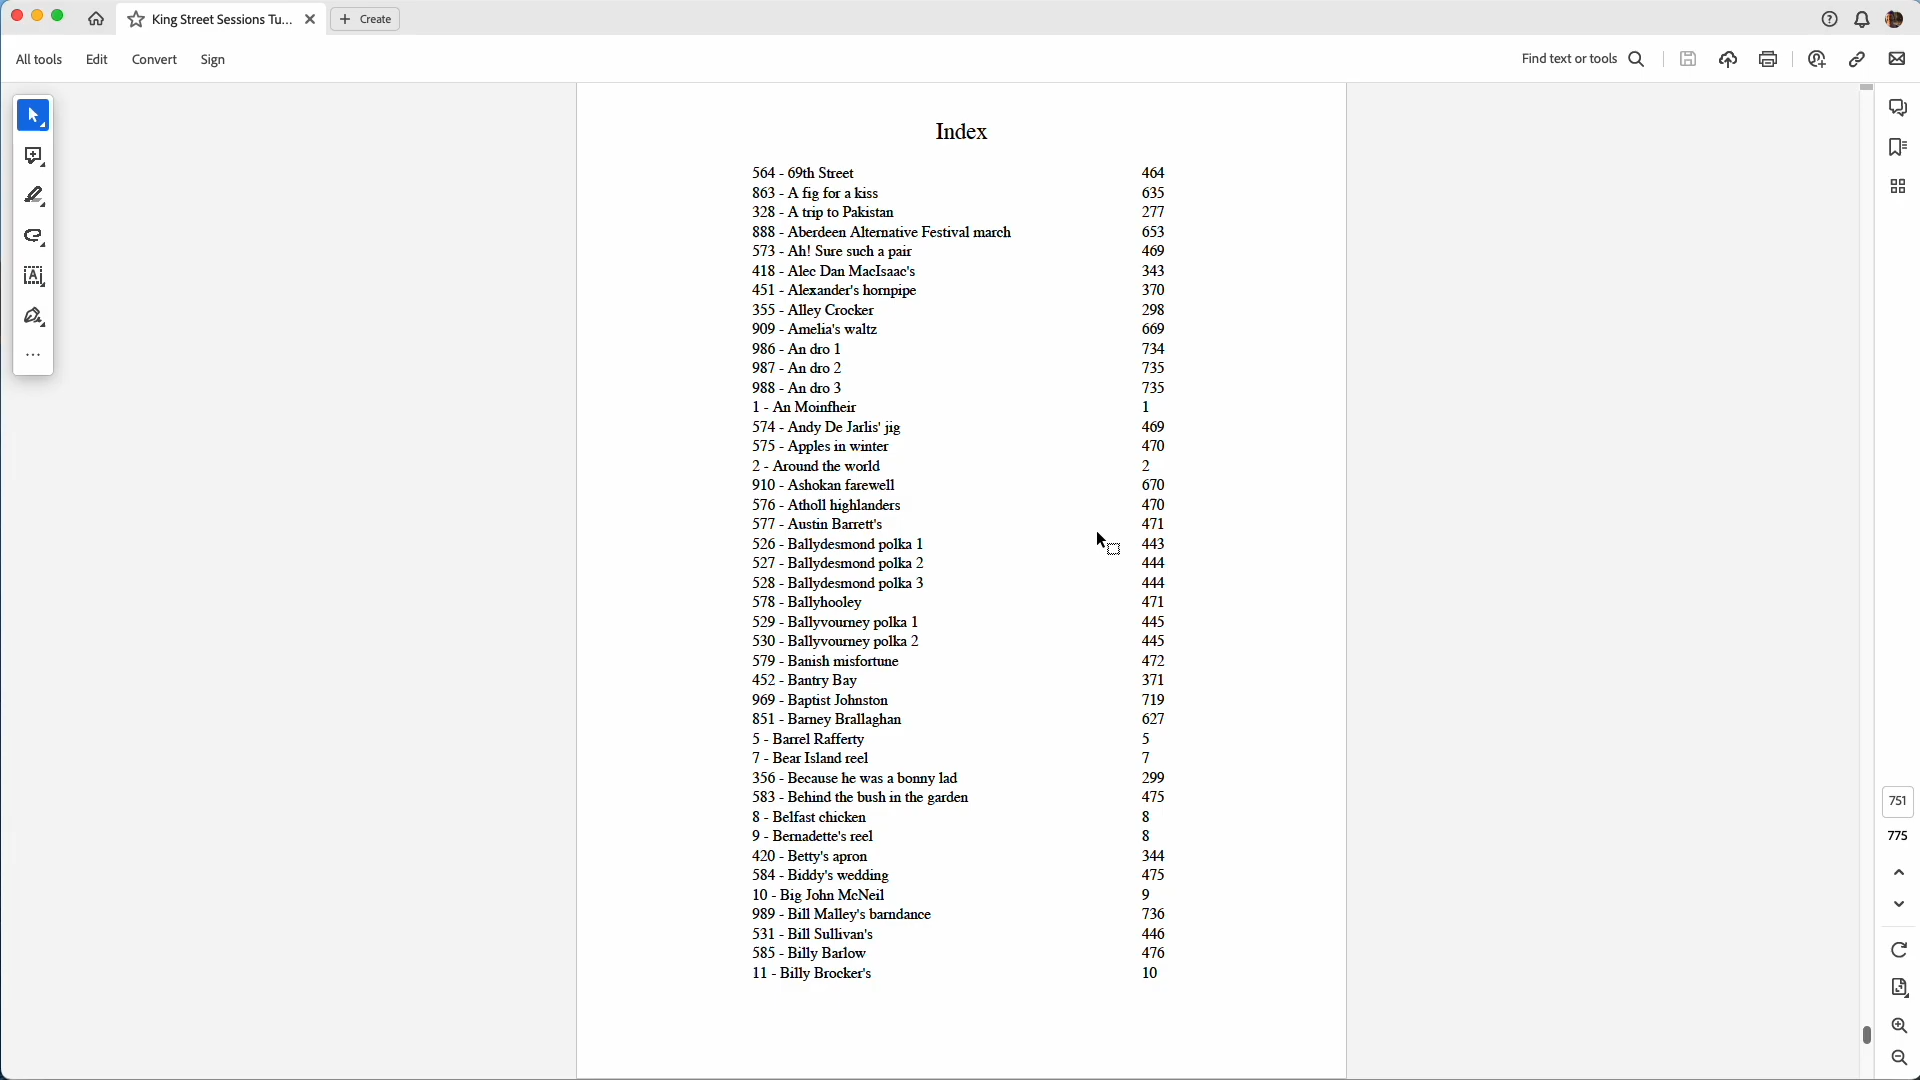 King Street Sessions Tu...
Create
All tools
Edit
Convert
Sign
Find text or tools
Index
564 - 69th Street 464
863 - A fig for a kiss 635
328 - A trip to Pakistan 277
888 - Aberdeen Alternative Festival march 653
573 - Ah! Sure such a pair 469
418 - Alec Dan MacIsaac's 343
451 - Alexander's hornpipe 370
355 - Alley Crocker 298
909 - Amelia's waltz 669
986 - An dro 1 734
987 - An dro 2 735
988 - An dro 3 735
1 - An Moinfheir 1
574 - Andy De Jarlis' jig 469
575 - Apples in winter 470
2 - Around the world 2
910 - Ashokan farewell 670
576 - Atholl highlanders 470
577 - Austin Barrett's 471
526 - Ballydesmond polka 1 443
527 - Ballydesmond polka 2 444
528 - Ballydesmond polka 3 444
578 - Ballyhooley 471
529 - Ballyvourney polka 1 445
530 - Ballyvourney polka 2 445
579 - Banish misfortune 472
452 - Bantry Bay 371
969 - Baptist Johnston 719
851 - Barney Brallaghan 627
5 - Barrel Rafferty 5
7 - Bear Island reel 7
356 - Because he was a bonny lad 299
583 - Behind the bush in the garden 475
8 - Belfast chicken 8
9 - Bernadette's reel 8
420 - Betty's apron 344
584 - Biddy's wedding 475
10 - Big John McNeil 9
989 - Bill Malley's barndance 736
531 - Bill Sullivan's 446
585 - Billy Barlow 476
11 - Billy Brocker's 10
751
775